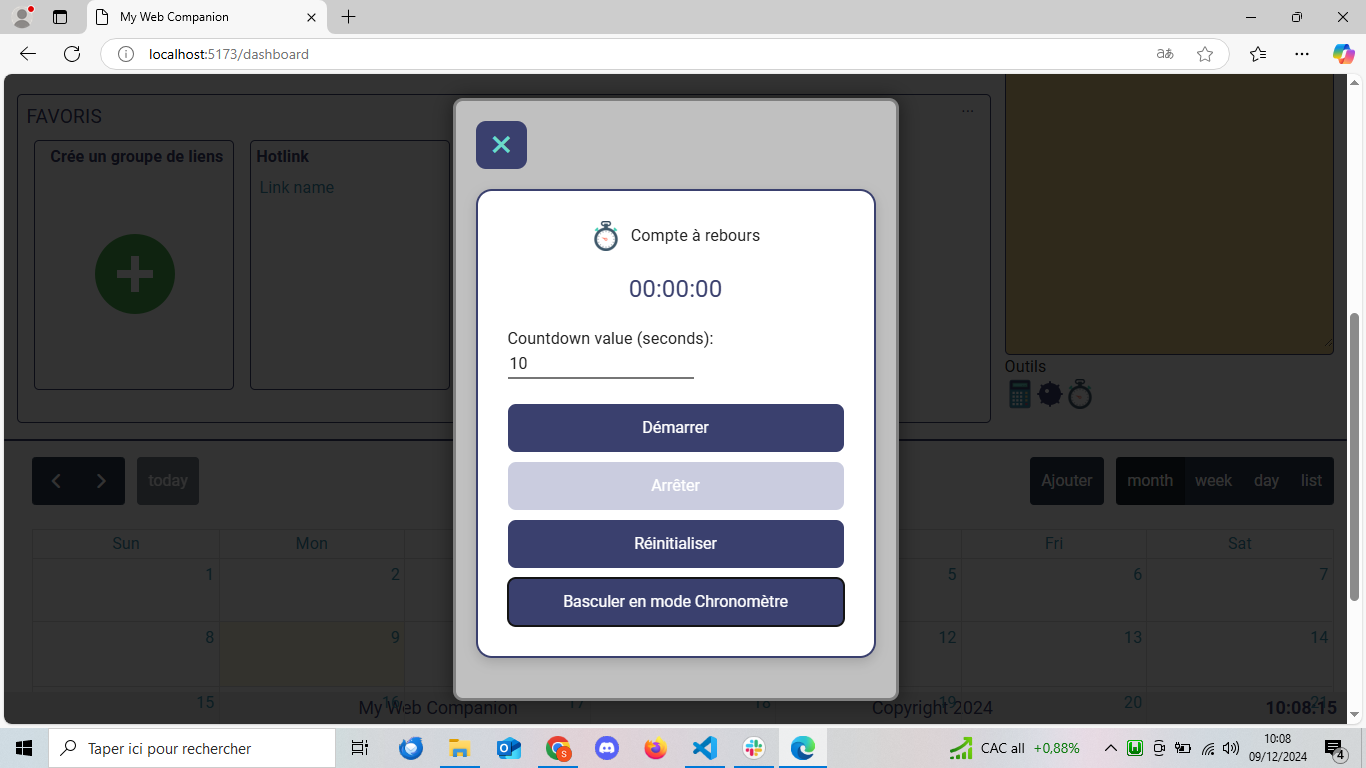 My Web Companion
localhost:5173/dashboard
FAVORIS
...
Crée un groupe de liens
Hotlink
Link name
Compte à rebours
00:00:00
Countdown value (seconds):
10
Démarrer
Arrêter
Réinitialiser
Basculer en mode Chronomètre
Outils
today
Ajouter
month week day list
Sun Mon Fri Sat
1 2 5 6 7
8 9 12 13 14
15 16 17 18 19 20 21
My Web Companion
Copyright 2024
10:08:15
Taper ici pour rechercher
CAC all +0,88%
10:08
09/12/2024
4